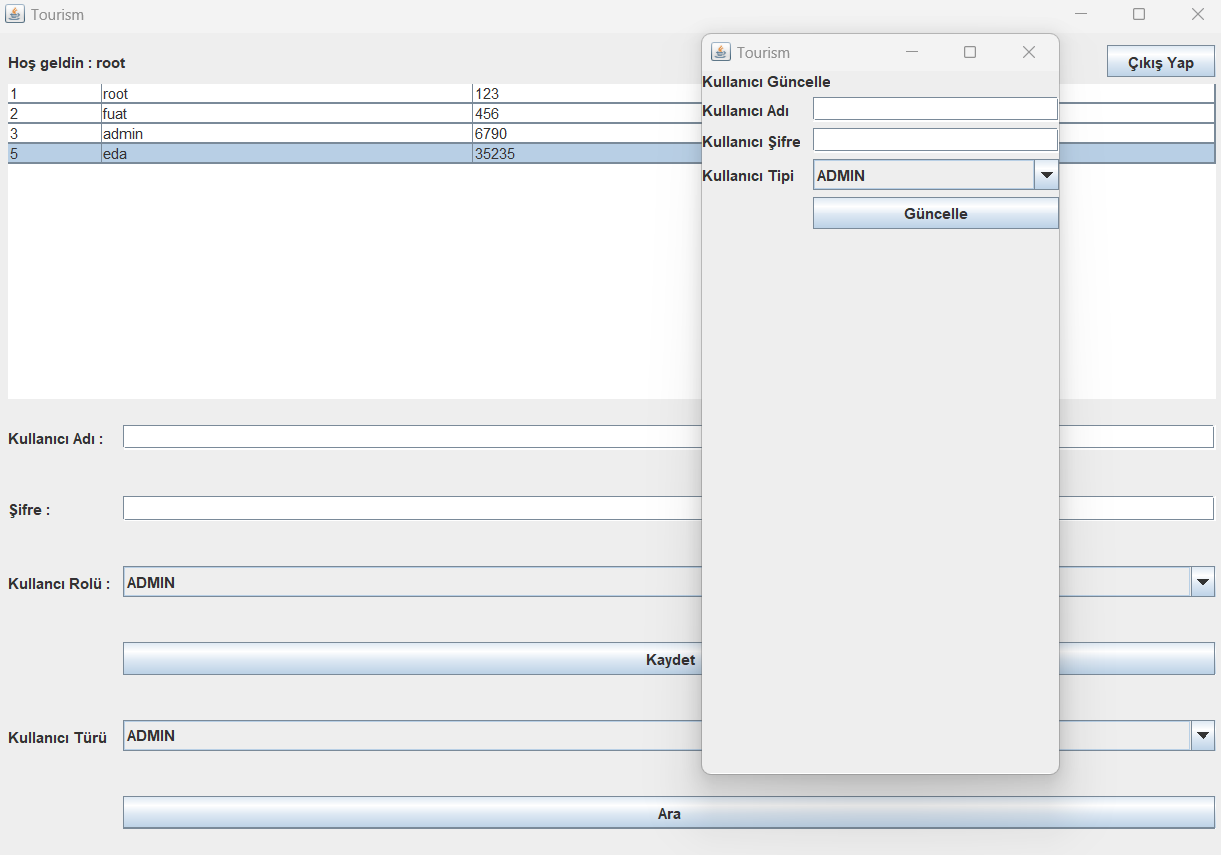 Tourism
Hoş geldin : root
Çıkış Yap
1 root 123
2 fuat 456
3 admin 6790
5 eda 35235
Kullanıcı Adı :
Şifre :
Kullancı Rolü : ADMIN
Kaydet
Kullanıcı Türü ADMIN
Ara
Tourism
Kullanıcı Güncelle
Kullanıcı Adı
Kullanıcı Şifre
Kullanıcı Tipi ADMIN
Güncelle